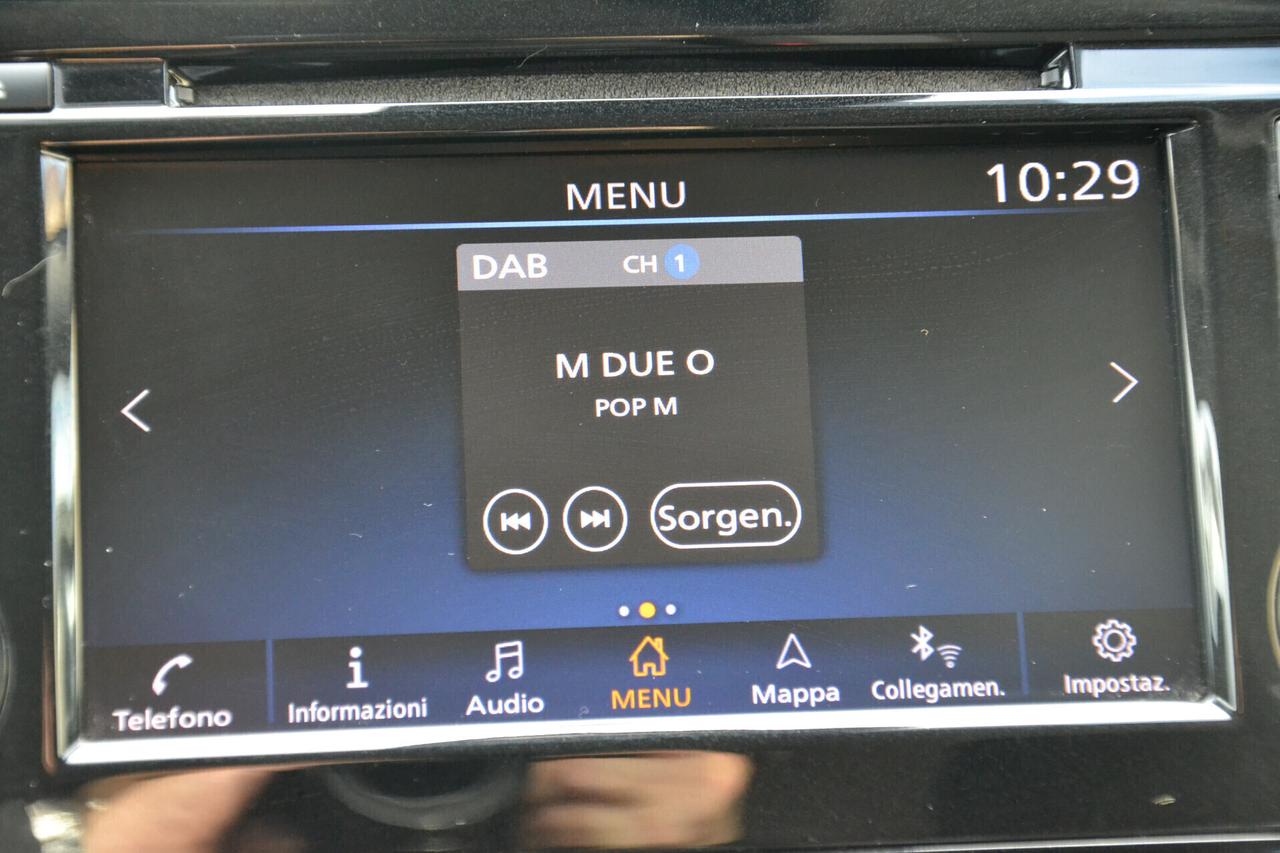 MENU
10:29
DAB CH 1
M DUE O
POP M
Sorgen.
Telefono Informazioni Audio MENU Mappa Collegamen. Impostaz.